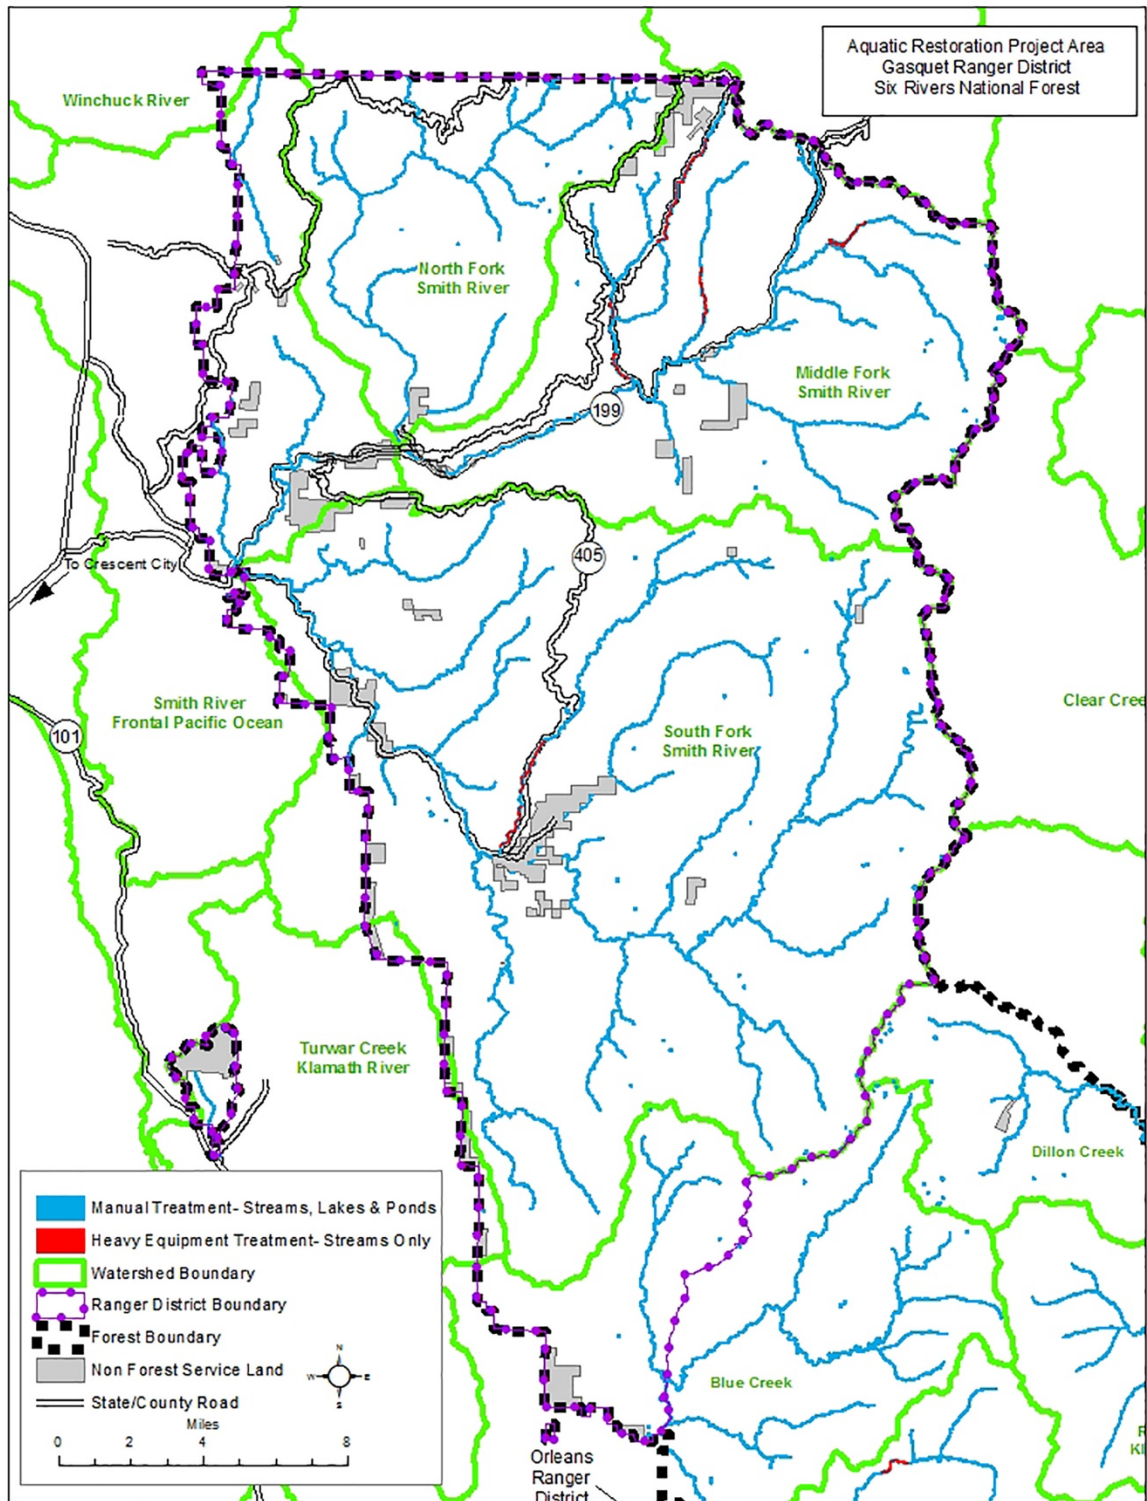 Aquatic Restoration Project Area
Gasquet Ranger District
Six Rivers National Forest
Winchuck River
North Fork
Smith River
Middle Fork
Smith River
199
405
To Crescent City
Smith River
Frontal Pacific Ocean
101
South Fork
Smith River
Clear Cree
Turwar Creek
Klamath River
Dillon Creek
Blue Creek
R
Kl
Orleans
Ranger
District
Manual Treatment- Streams, Lakes & Ponds
Heavy Equipment Treatment- Streams Only
Watershed Boundary
Ranger District Boundary
Forest Boundary
Non Forest Service Land
State/County Road
N
W
E
S
Miles
0 2 4 8